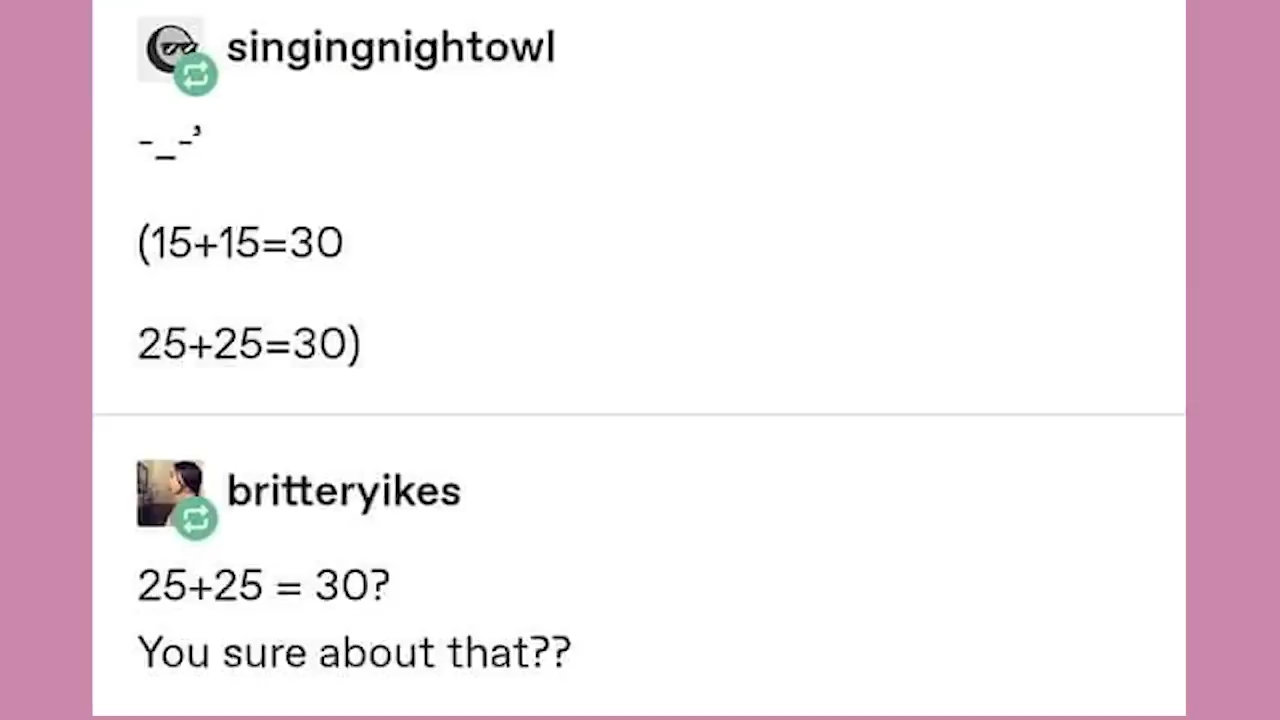 singingnightowl
-_-’
(15+15=30
25+25=30)
britteryikes
25+25 = 30?
You sure about that??